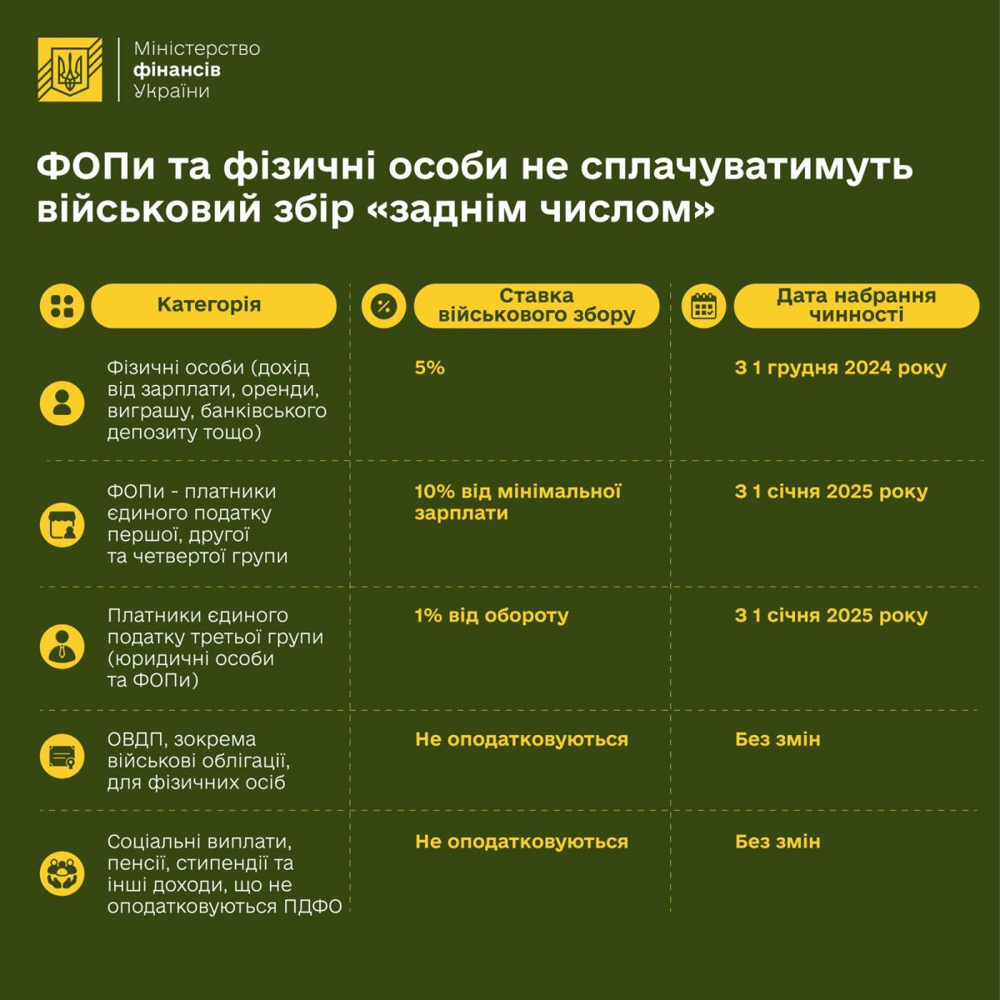 Міністерство
фінансів
України
ФОПи та фізичні особи не сплачуватимуть
військовий збір «заднім числом»
Категорія
Ставка
військового збору
Дата набрання
чинності
Фізичні особи (дохід
від зарплати, оренди,
виграшу, банківського
депозиту тощо)
5%
З 1 грудня 2024 року
ФОПи - платники
єдиного податку
першої, другої
та четвертої групи
10% від мінімальної
зарплати
З 1 січня 2025 року
Платники єдиного
податку третьої групи
(юридичні особи
та ФОПи)
1% від обороту
З 1 січня 2025 року
ОВДП, зокрема
військові облігації,
для фізичних осіб
Не оподатковуються
Без змін
Соціальні виплати,
пенсії, стипендії та
інші доходи, що не
оподатковуються ПДФО
Не оподатковуються
Без змін